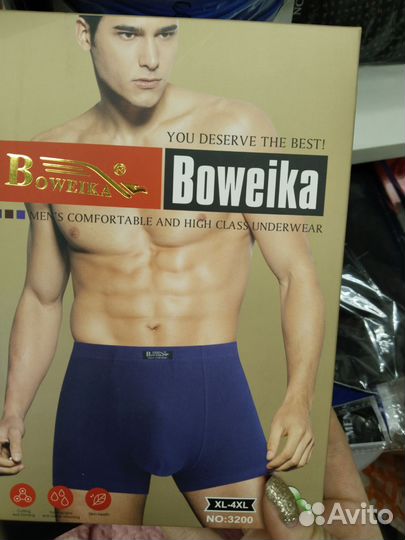 YOU DESERVE THE BEST!
BOWEIKA ®
Boweika
MEN'S COMFORTABLE AND HIGH CLASS UNDERWEAR
XL-4XL
NO:3200
Avito